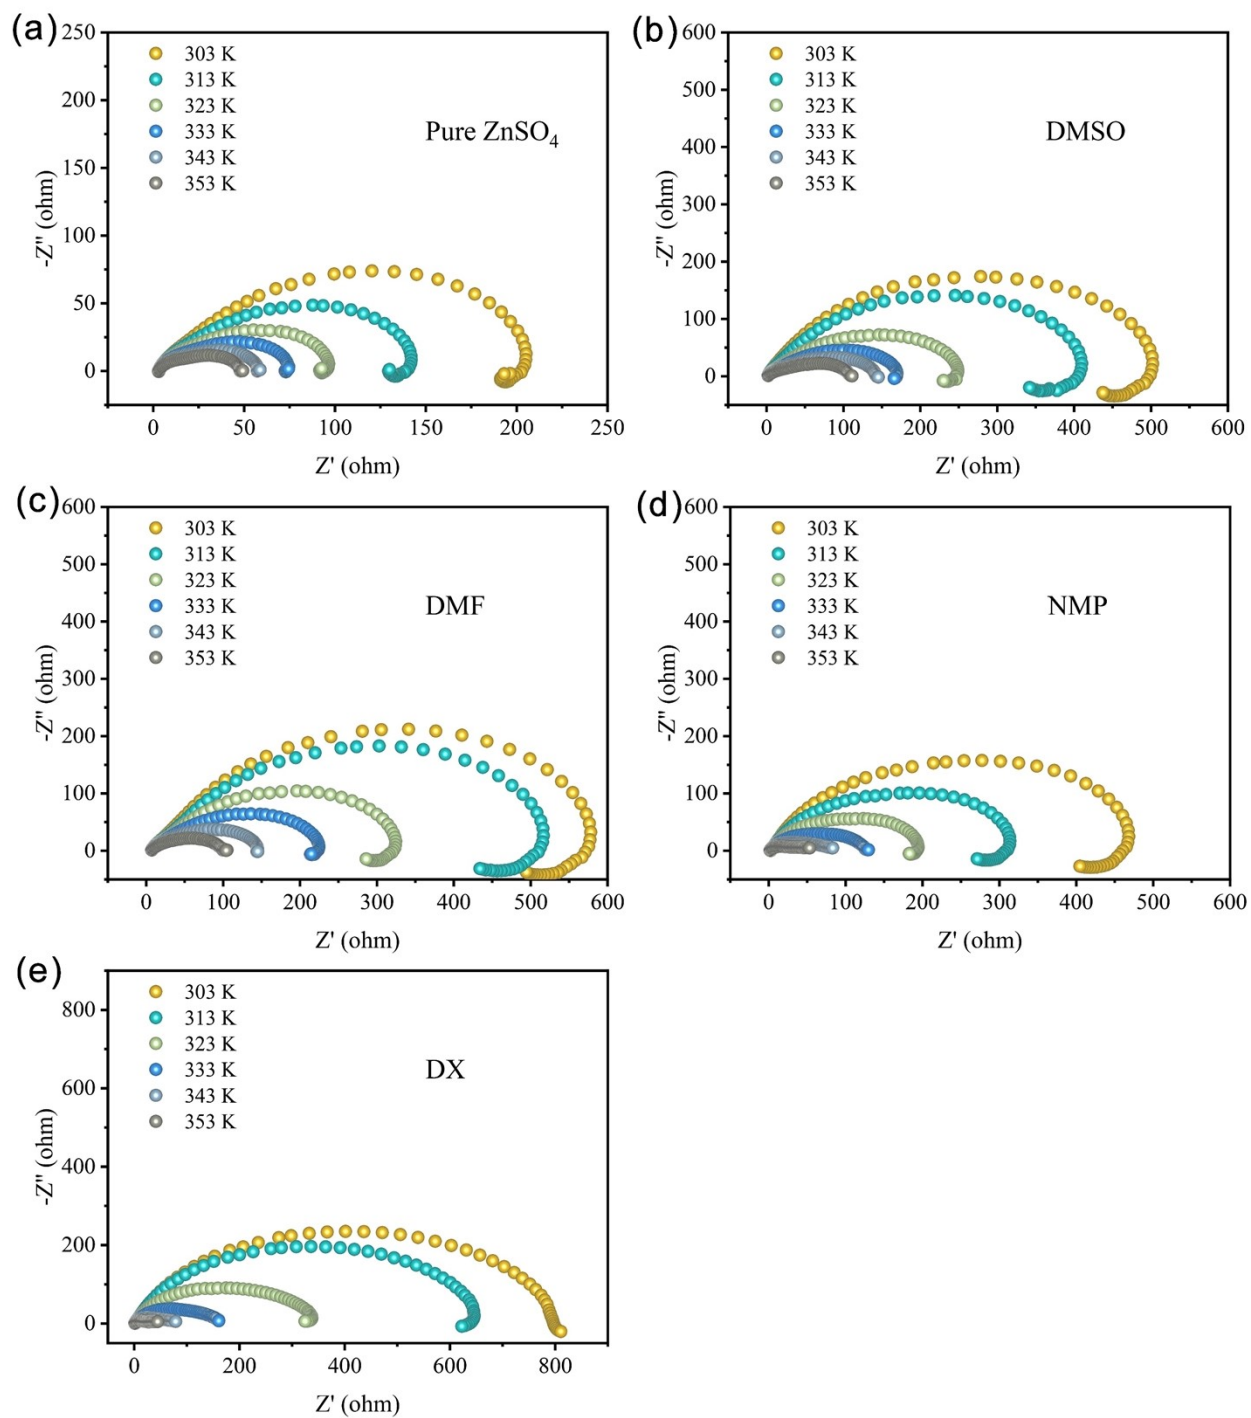 (a)
250
200
150
100
50
0
-Z'' (ohm)
303 K
313 K
323 K
333 K
343 K
353 K
Pure ZnSO₄
0 50 100 150 200 250
Z' (ohm)
(b)
600
500
400
300
200
100
0
-Z'' (ohm)
303 K
313 K
323 K
333 K
343 K
353 K
DMSO
0 100 200 300 400 500 600
Z' (ohm)
(c)
600
500
400
300
200
100
0
-Z'' (ohm)
303 K
313 K
323 K
333 K
343 K
353 K
DMF
0 100 200 300 400 500 600
Z' (ohm)
(d)
600
500
400
300
200
100
0
-Z'' (ohm)
303 K
313 K
323 K
333 K
343 K
353 K
NMP
0 100 200 300 400 500 600
Z' (ohm)
(e)
800
600
400
200
0
-Z'' (ohm)
303 K
313 K
323 K
333 K
343 K
353 K
DX
0 200 400 600 800
Z' (ohm)